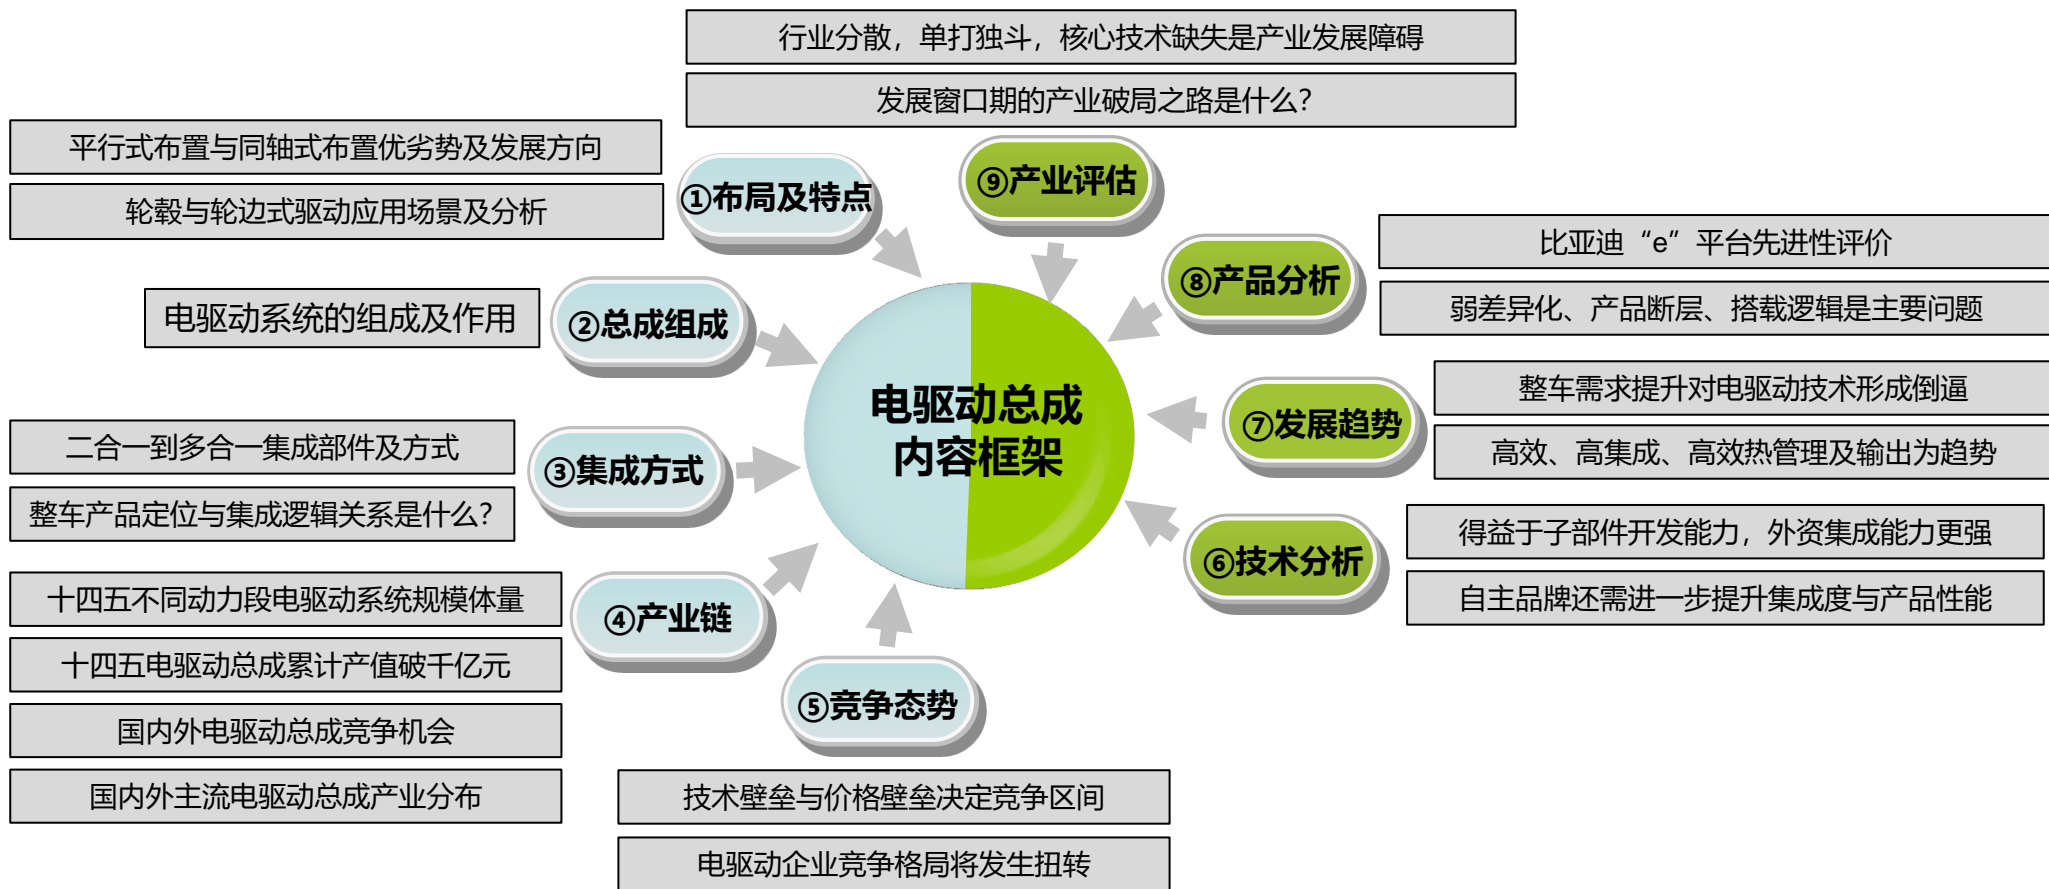 行业分散，单打独斗，核心技术缺失是产业发展障碍
发展窗口期的产业破局之路是什么？
平行式布置与同轴式布置优劣势及发展方向
轮毂与轮边式驱动应用场景及分析
①布局及特点
⑨产业评估
电驱动系统的组成及作用
②总成组成
⑧产品分析
比亚迪“e”平台先进性评价
弱差异化、产品断层、搭载逻辑是主要问题
电驱动总成
内容框架
二合一到多合一集成部件及方式
整车产品定位与集成逻辑关系是什么？
③集成方式
⑦发展趋势
整车需求提升对电驱动技术形成倒逼
高效、高集成、高效热管理及输出为趋势
十四五不同动力段电驱动系统规模体量
十四五电驱动总成累计产值破千亿元
国内外电驱动总成竞争机会
国内外主流电驱动总成产业分布
④产业链
⑥技术分析
得益于子部件开发能力，外资集成能力更强
自主品牌还需进一步提升集成度与产品性能
⑤竞争态势
技术壁垒与价格壁垒决定竞争区间
电驱动企业竞争格局将发生扭转